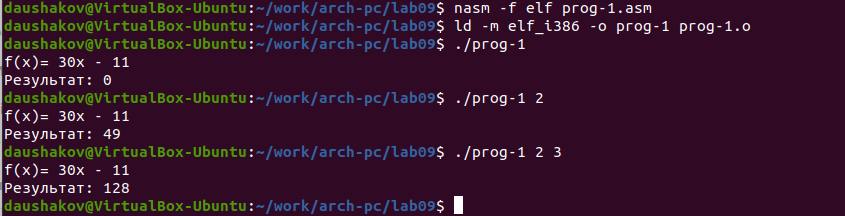 daushakov@VirtualBox-Ubuntu:~/work/arch-pc/lab09$ nasm -f elf prog-1.asm
daushakov@VirtualBox-Ubuntu:~/work/arch-pc/lab09$ ld -m elf_i386 -o prog-1 prog-1.o
daushakov@VirtualBox-Ubuntu:~/work/arch-pc/lab09$ ./prog-1
f(x)= 30x - 11
Результат: 0
daushakov@VirtualBox-Ubuntu:~/work/arch-pc/lab09$ ./prog-1 2
f(x)= 30x - 11
Результат: 49
daushakov@VirtualBox-Ubuntu:~/work/arch-pc/lab09$ ./prog-1 2 3
f(x)= 30x - 11
Результат: 128
daushakov@VirtualBox-Ubuntu:~/work/arch-pc/lab09$